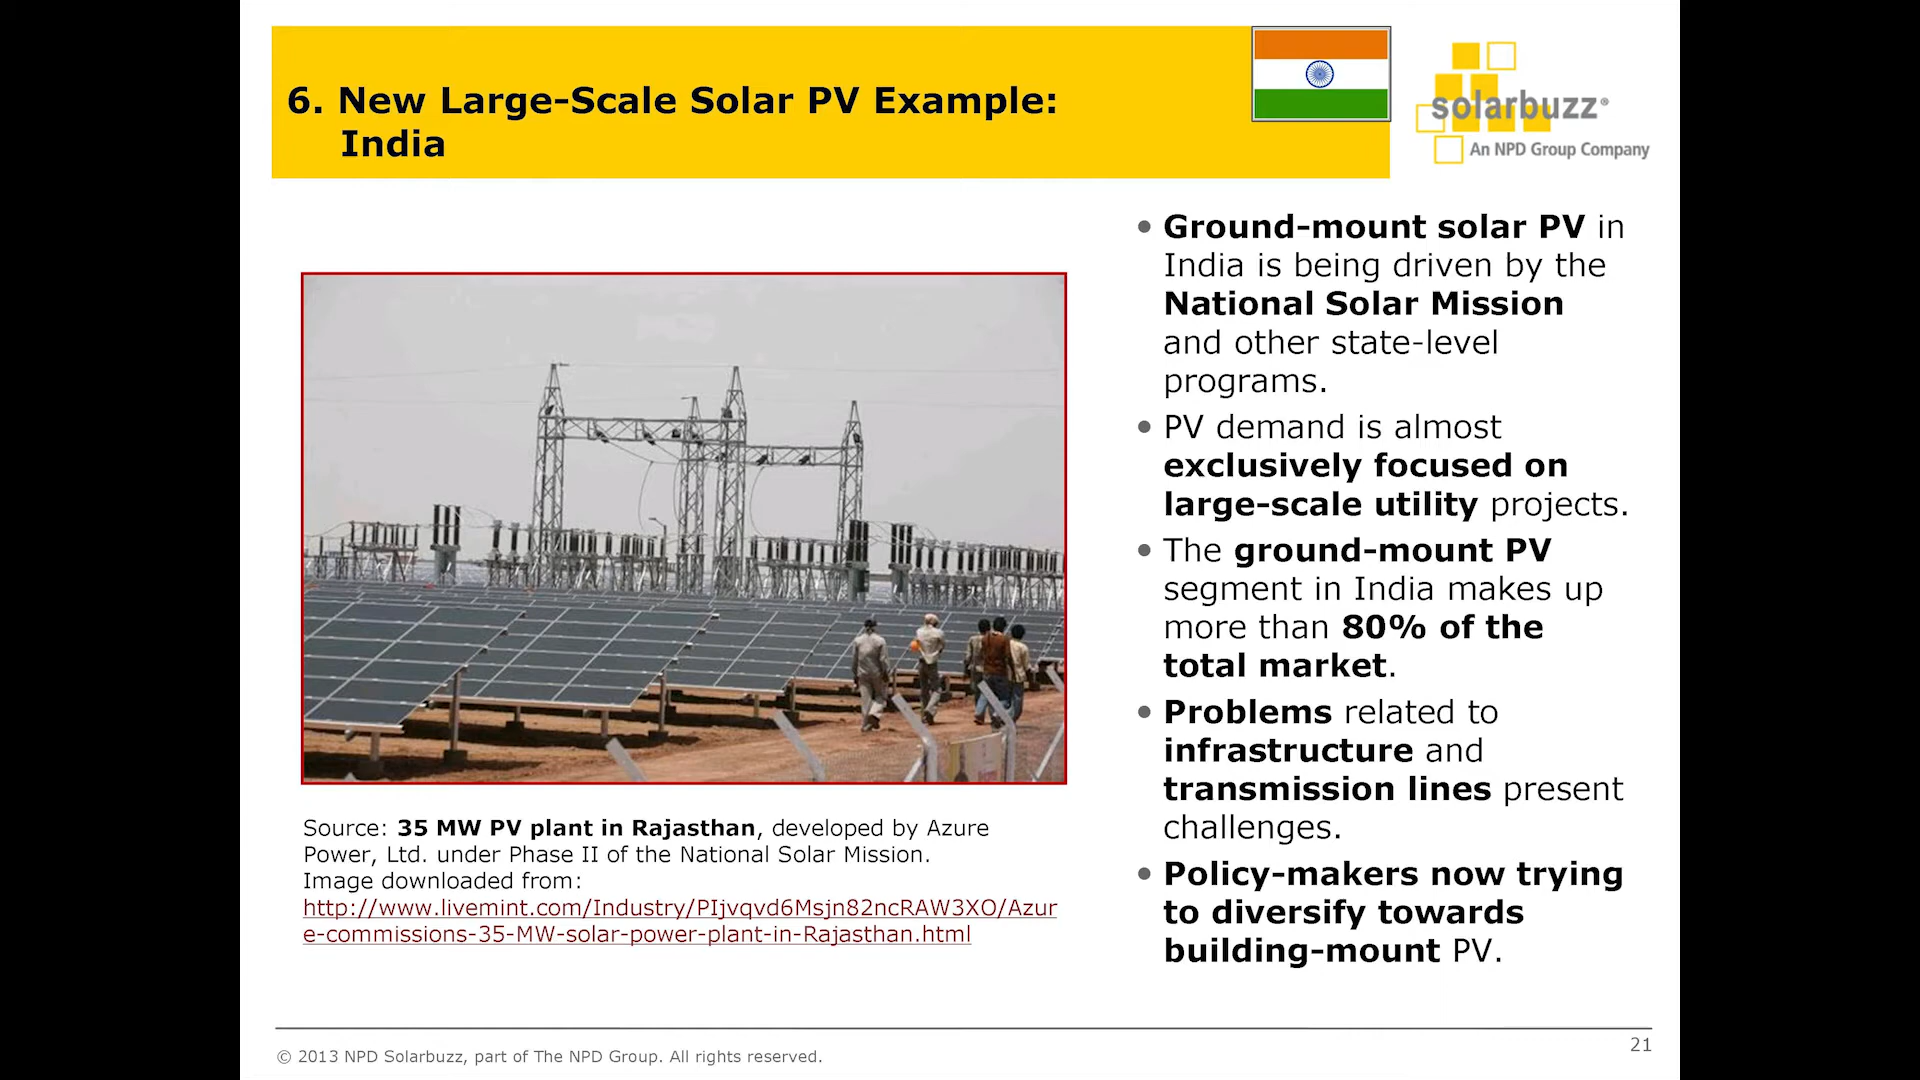 6. New Large-Scale Solar PV Example:
India
solarbuzz®
An NPD Group Company
• Ground-mount solar PV in
India is being driven by the
National Solar Mission
and other state-level
programs.
• PV demand is almost
exclusively focused on
large-scale utility projects.
• The ground-mount PV
segment in India makes up
more than 80% of the
total market.
• Problems related to
infrastructure and
transmission lines present
challenges.
• Policy-makers now trying
to diversify towards
building-mount PV.
Source: 35 MW PV plant in Rajasthan, developed by Azure
Power, Ltd. under Phase II of the National Solar Mission.
Image downloaded from:
http://www.livemint.com/Industry/PIjvqvd6Msjn82ncRAW3XO/Azur
e-commissions-35-MW-solar-power-plant-in-Rajasthan.html
© 2013 NPD Solarbuzz, part of The NPD Group. All rights reserved.
21